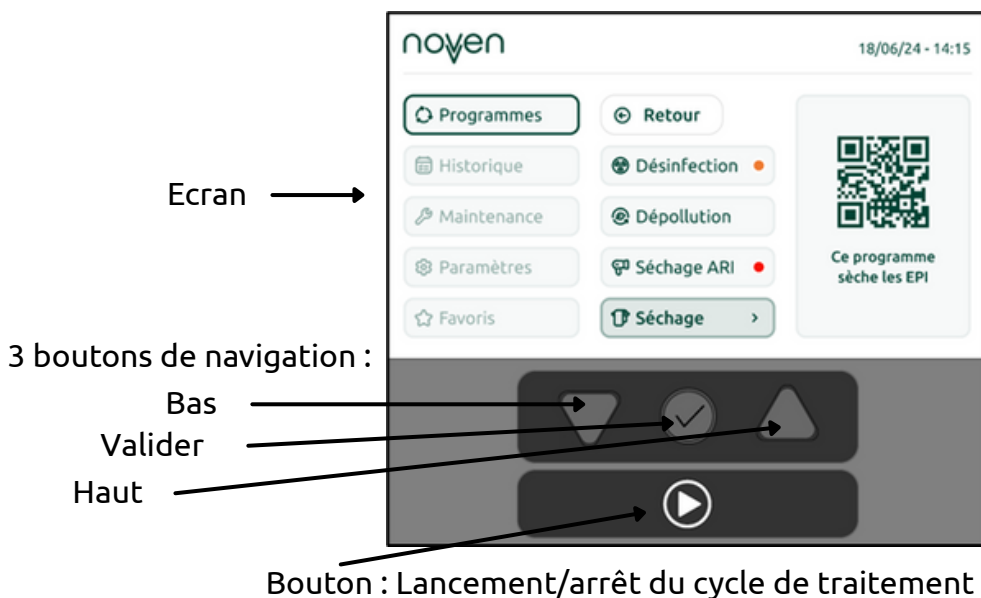 noven
18/06/24 - 14:15
Programmes
Historique
Maintenance
Paramètres
Favoris
Retour
Désinfection
Dépollution
Séchage ARI
Séchage
Ce programme
sèche les EPI
Ecran
3 boutons de navigation :
Bas
Valider
Haut
Bouton : Lancement/arrêt du cycle de traitement